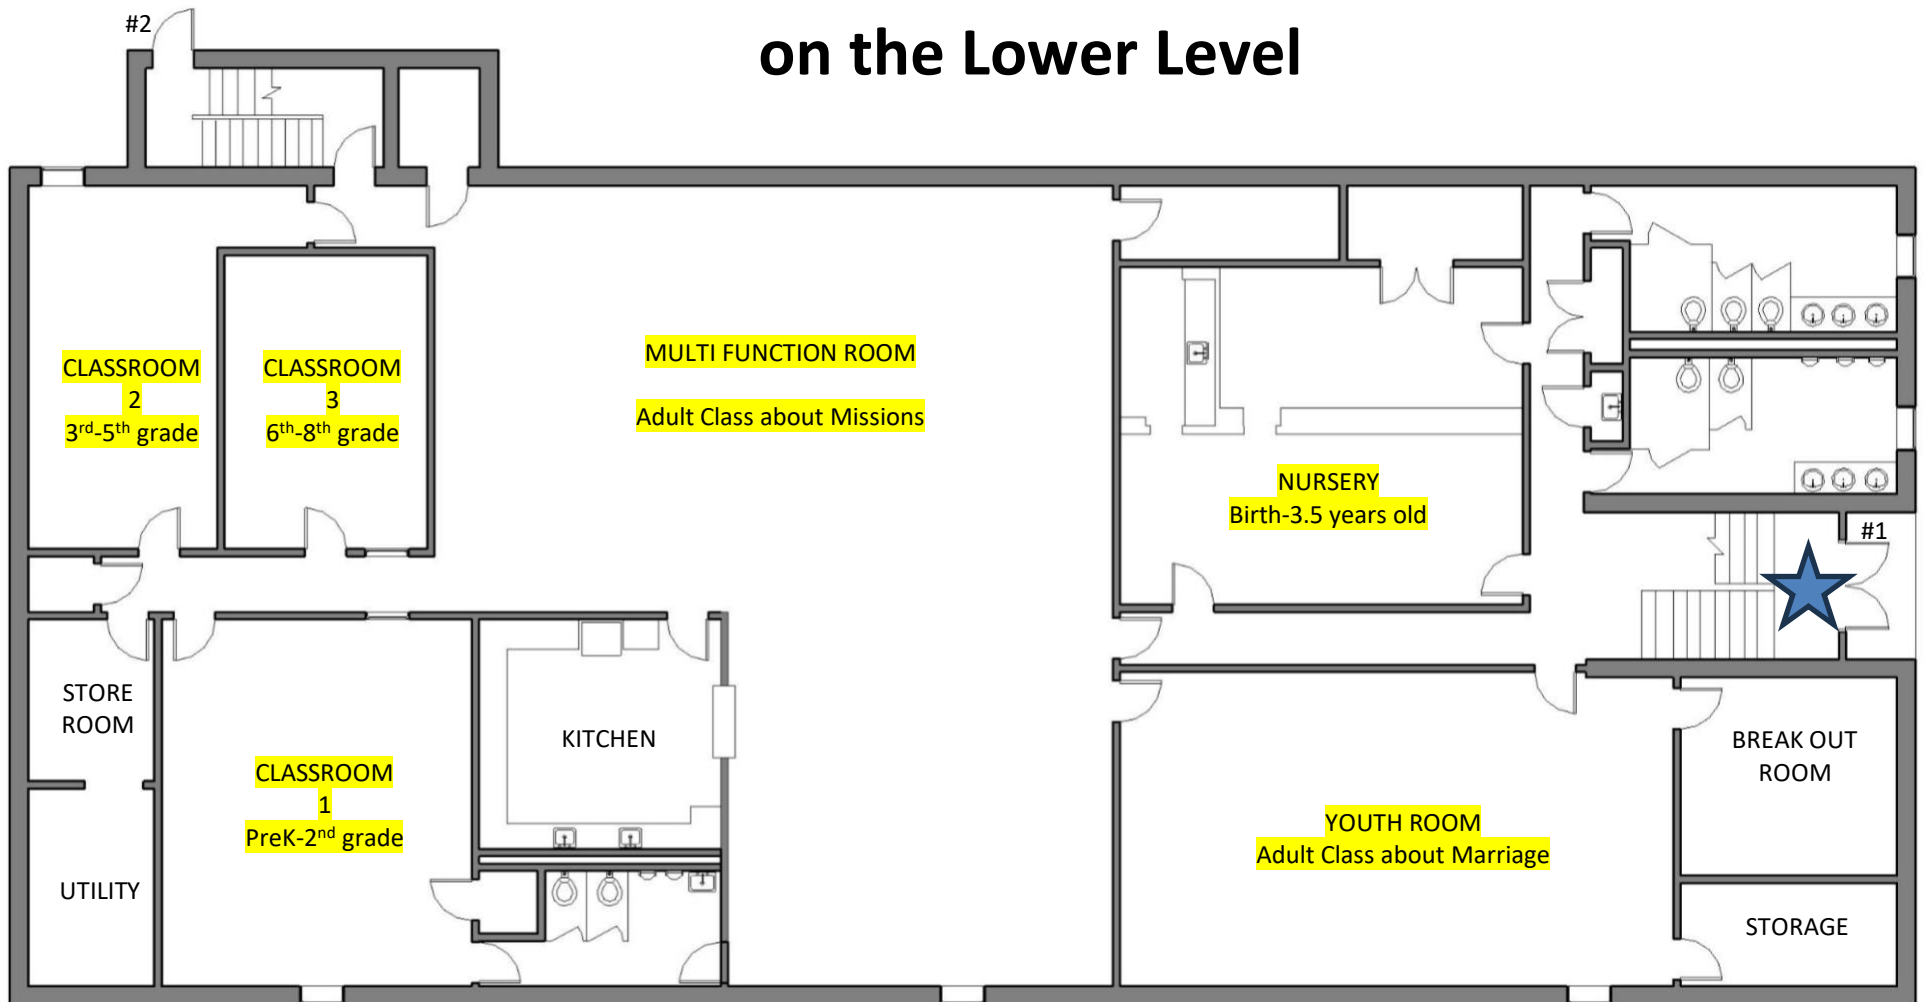 #2
on the Lower Level
CLASSROOM
2
3rd-5th grade
CLASSROOM
3
6th-8th grade
MULTI FUNCTION ROOM
Adult Class about Missions
NURSERY
Birth-3.5 years old
#1
STORE
ROOM
UTILITY
CLASSROOM
1
PreK-2nd grade
KITCHEN
YOUTH ROOM
Adult Class about Marriage
BREAK OUT
ROOM
STORAGE